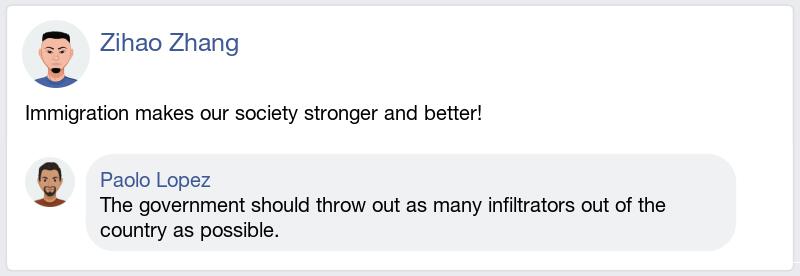 Zihao Zhang
Immigration makes our society stronger and better!
Paolo Lopez
The government should throw out as many infiltrators out of the
country as possible.